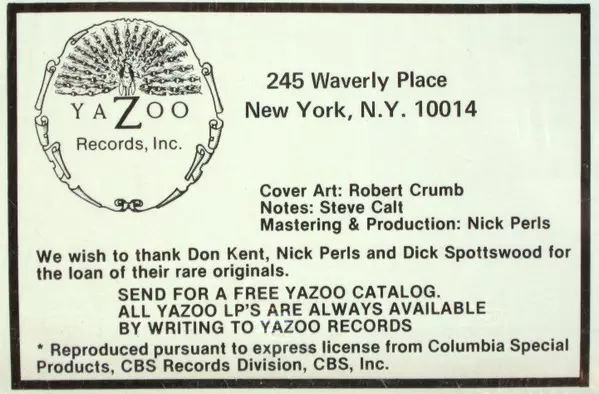 YAZOO
Records, Inc.
245 Waverly Place
New York, N.Y. 10014
Cover Art: Robert Crumb
Notes: Steve Calt
Mastering & Production: Nick Perls
We wish to thank Don Kent, Nick Perls and Dick Spottswood for
the loan of their rare originals.
SEND FOR A FREE YAZOO CATALOG.
ALL YAZOO LP'S ARE ALWAYS AVAILABLE
BY WRITING TO YAZOO RECORDS
* Reproduced pursuant to express license from Columbia Special
Products, CBS Records Division, CBS, Inc.